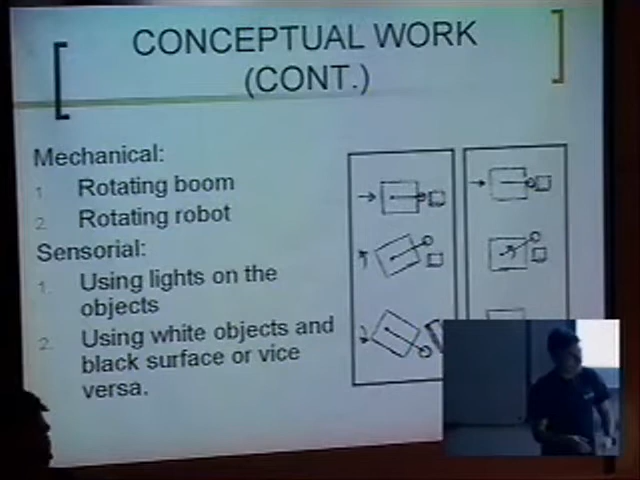 CONCEPTUAL WORK
(CONT.)
Mechanical:
1. Rotating boom
2. Rotating robot
Sensorial:
1. Using lights on the
objects
2. Using white objects and
black surface or vice
versa.